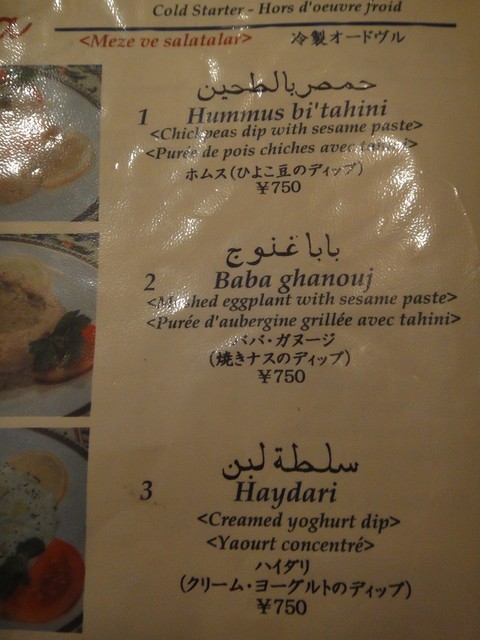 Cold Starter - Hors d'oeuvre froid
a
<Meze ve salatalar> 冷製オードヴル
حمص بالطحين
1 Hummus bi'tahini
<Chickpeas dip with sesame paste>
<Purée de pois chiches avec tahini>
ホムス(ひよこ豆のディップ)
¥750
بابا غنوج
2 Baba ghanouj
<Mashed eggplant with sesame paste>
<Purée d'aubergine grillée avec tahini>
ババ・ガヌージ
(焼きナスのディップ)
¥750
سلطة لبن
3 Haydari
<Creamed yoghurt dip>
<Yaourt concentré>
ハイダリ
(クリーム・ヨーグルトのディップ)
¥750